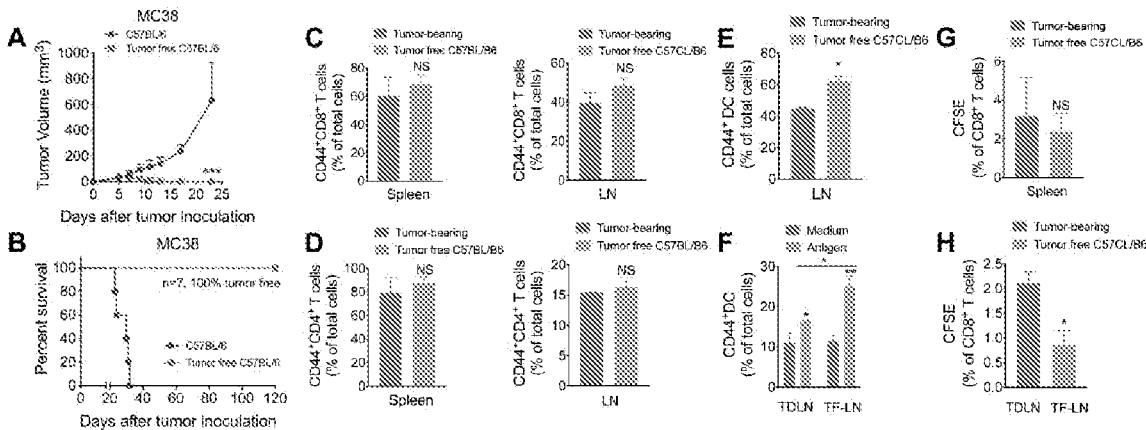 A
MC38
C57BL/6
Tumor free C57BL/6
Tumor Volume (mm³)
1000
800
600
400
200
0
***
0 5 10 15 20 25
Days after tumor inoculation
B
MC38
n=7, 100% tumor free
C57BL/6
Tumor free C57BL/6
Percent survival
100
80
60
40
20
0
0 20 40 60 80 100 120
Days after tumor inoculation
C
Tumor-bearing
Tumor free C57BL/B6
NS
CD44⁺CD8⁺ T cells
(% of total cells)
80
60
40
20
0
Spleen
Tumor-bearing
Tumor free C57BL/B6
NS
CD44⁺CD8⁺ T cells
(% of total cells)
60
40
20
0
LN
D
Tumor-bearing
Tumor free C57BL/B6
NS
CD44⁺CD4⁺ T cells
(% of total cells)
100
80
60
40
20
0
Spleen
Tumor-bearing
Tumor free C57BL/B6
NS
CD44⁺CD4⁺ T cells
(% of total cells)
20
15
10
5
0
LN
E
Tumor-bearing
Tumor free C57CL/B6
*
CD44⁺ DC cells
(% of total cells)
80
60
40
20
0
LN
F
Medium
Antigen
*
*
**
CD44⁺DC
(% of total cells)
30
20
10
0
TDLN TF-LN
G
Tumor-bearing
Tumor free C57CL/B6
NS
CFSE
(% of CD8⁺ T cells)
6
4
2
0
Spleen
H
Tumor-bearing
Tumor free C57CL/B6
*
CFSE
(% of CD8⁺ T cells)
2.5
2.0
1.5
1.0
0.5
0.0
TDLN TF-LN